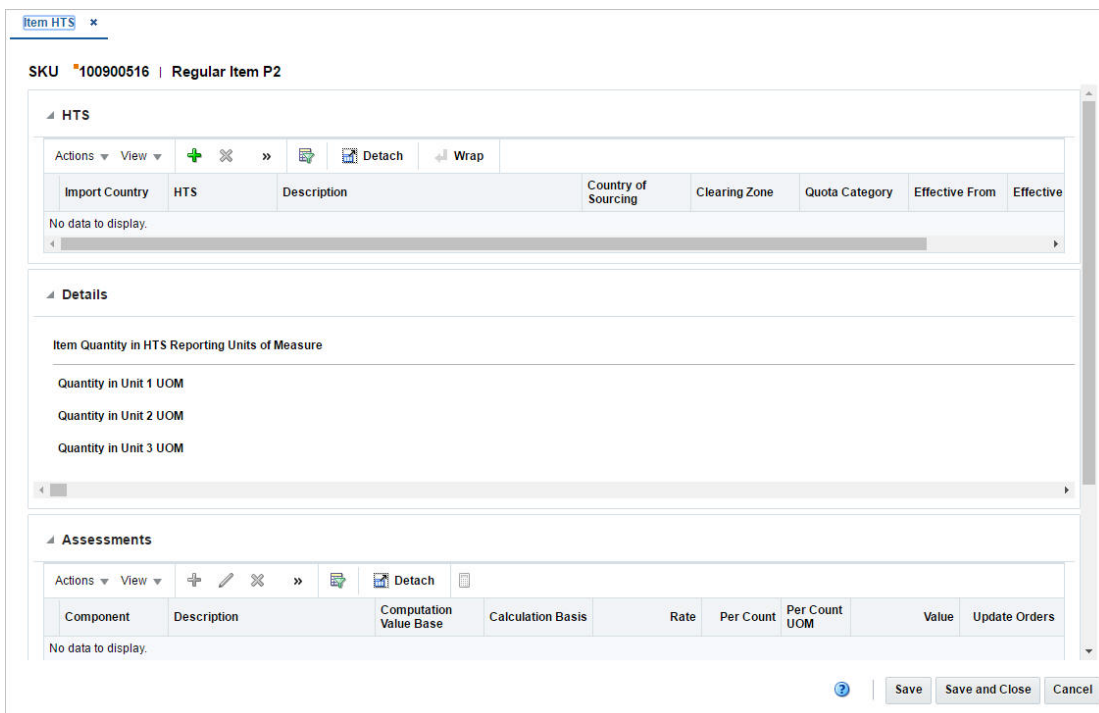 Item HTS ×
SKU 100900516 | Regular Item P2
HTS
Actions View » Detach Wrap
Import Country HTS Description Country of Sourcing Clearing Zone Quota Category Effective From Effective
No data to display.
Details
Item Quantity in HTS Reporting Units of Measure
Quantity in Unit 1 UOM
Quantity in Unit 2 UOM
Quantity in Unit 3 UOM
Assessments
Actions View » Detach
Component Description Computation Value Base Calculation Basis Rate Per Count Per Count UOM Value Update Orders
No data to display.
? Save Save and Close Cancel